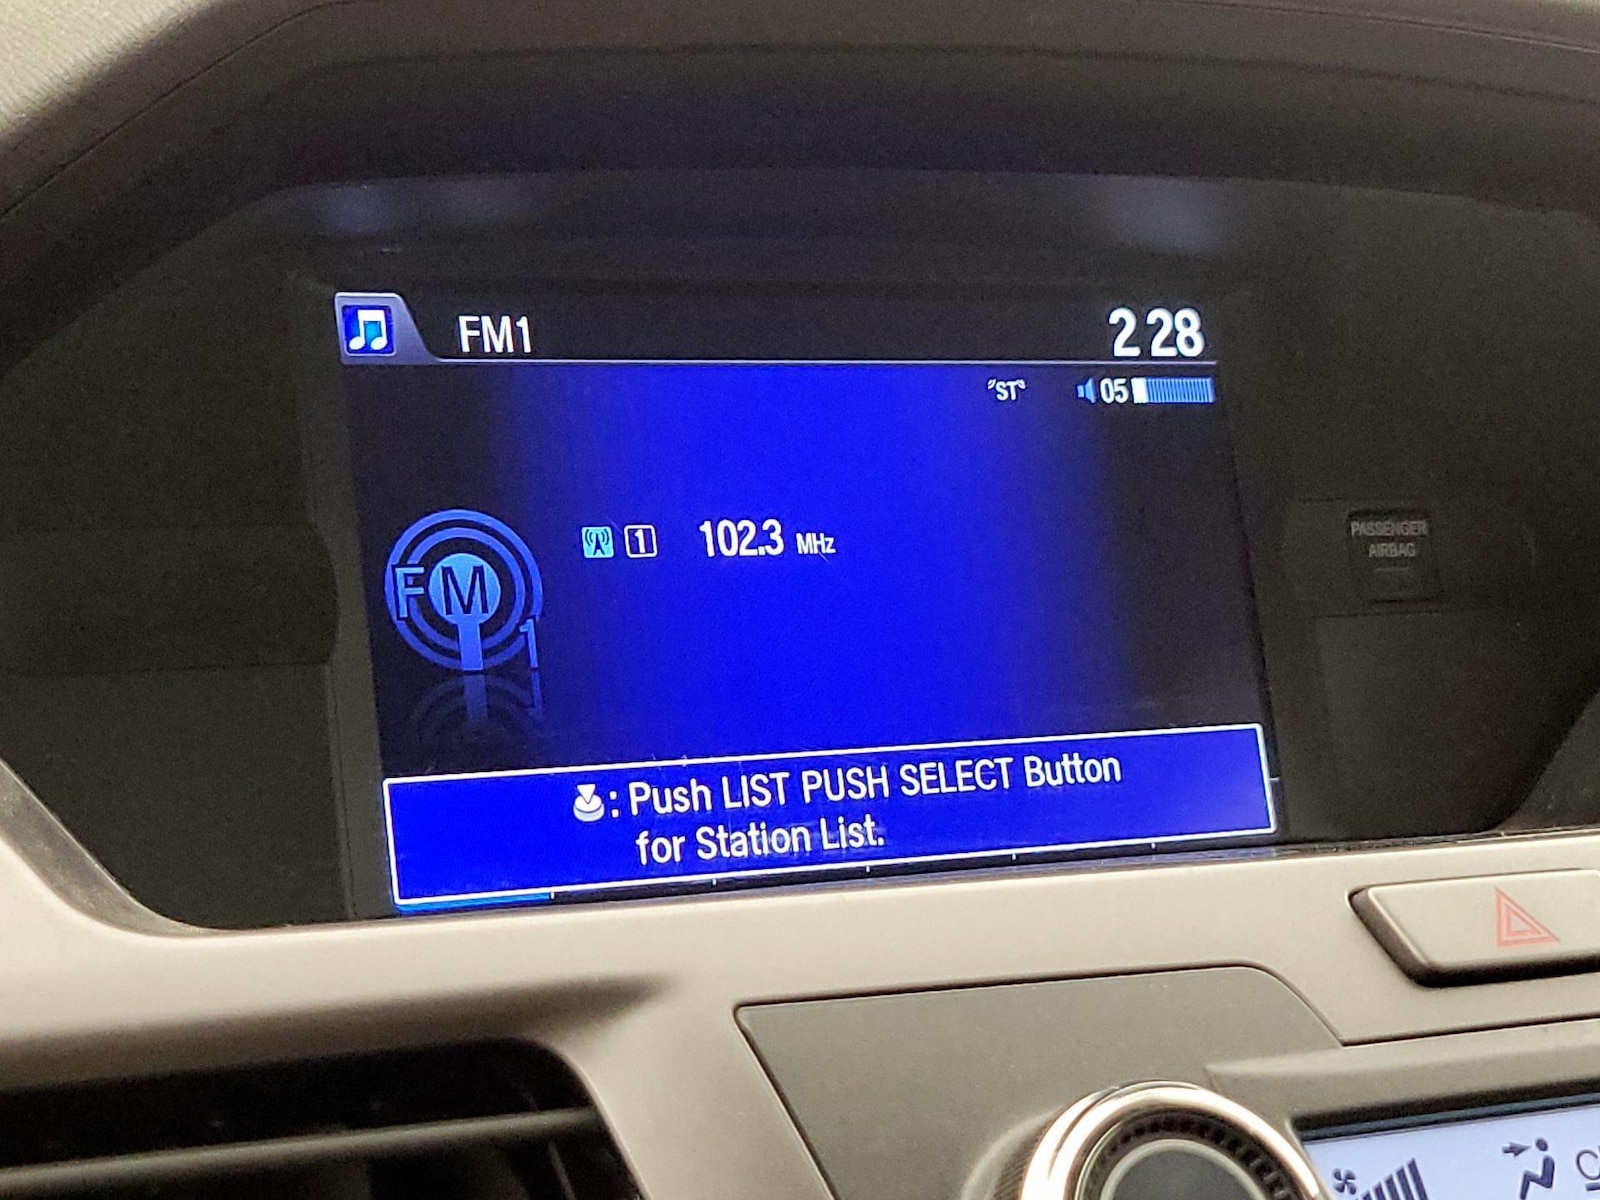 FM1
2 28
"ST"
05
1 102.3 MHz
FM
1
: Push LIST PUSH SELECT Button
for Station List.
PASSENGER
AIRBAG